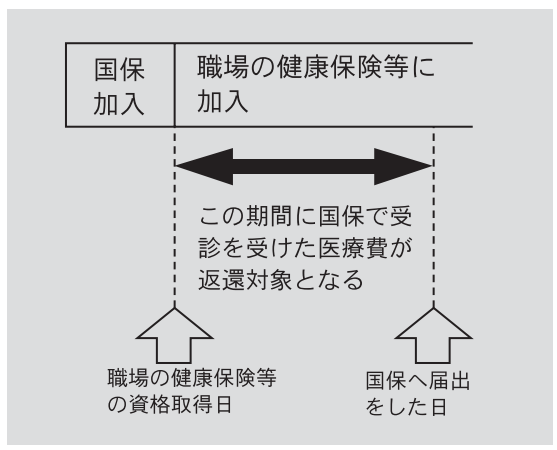 国保
加入
職場の健康保険等に
加入
この期間に国保で受
診を受けた医療費が
返還対象となる
職場の健康保険等
の資格取得日
国保へ届出
をした日